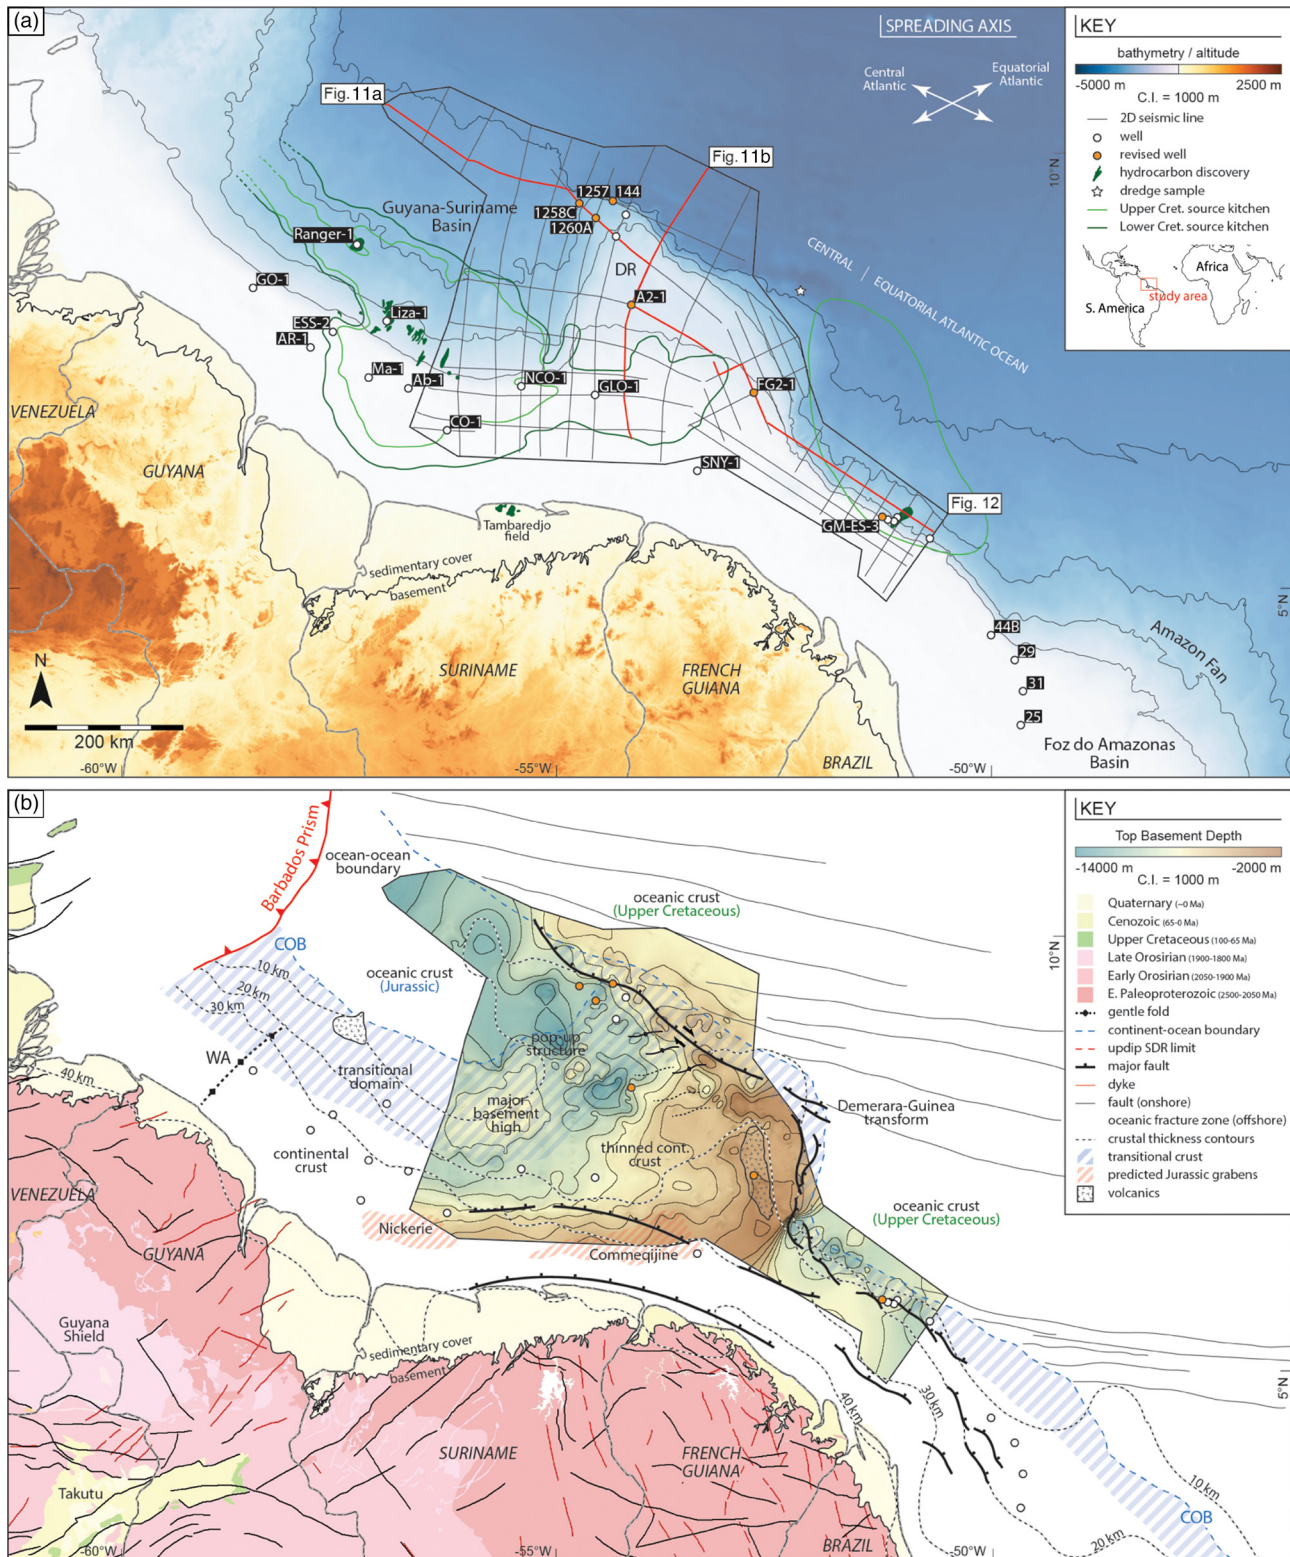 (a)
SPREADING AXIS
Central
Atlantic
Equatorial
Atlantic
KEY
bathymetry / altitude
-5000 m
2500 m
C.I. = 1000 m
2D seismic line
well
revised well
hydrocarbon discovery
dredge sample
Upper Cret. source kitchen
Lower Cret. source kitchen
Africa
S. America
study area
Fig. 11a
Fig. 11b
10°N
1257
144
1258C
1260A
Guyana-Suriname
Basin
Ranger-1
DR
CENTRAL | EQUATORIAL ATLANTIC OCEAN
GO-1
A2-1
Liza-1
ESS-2
AR-1
Ma-1
Ab-1
NCO-1
GLO-1
FG2-1
VENEZUELA
CO-1
GUYANA
SNY-1
Fig. 12
GM-ES-3
Tambaredjo
field
sedimentary cover
basement
5°N
44B
Amazon Fan
29
N
SURINAME
FRENCH
GUIANA
31
25
200 km
Foz do Amazonas
Basin
BRAZIL
-60°W
-55°W
-50°W
(b)
Barbados Prism
ocean-ocean
boundary
KEY
Top Basement Depth
-14000 m
-2000 m
C.I. = 1000 m
Quaternary (~0 Ma)
Cenozoic (65-0 Ma)
Upper Cretaceous (100-65 Ma)
Late Orosirian (1900-1800 Ma)
Early Orosirian (2050-1900 Ma)
E. Paleoproterozoic (2500-2050 Ma)
gentle fold
continent-ocean boundary
updip SDR limit
major fault
dyke
fault (onshore)
oceanic fracture zone (offshore)
crustal thickness contours
transitional crust
predicted Jurassic grabens
volcanics
oceanic crust
(Upper Cretaceous)
COB
10°N
10 km
oceanic crust
(Jurassic)
20 km
30 km
pop-up
structure
WA
40 km
transitional
domain
major
basement
high
Demerara-Guinea
transform
continental
crust
thinned cont.
crust
VENEZUELA
oceanic crust
(Upper Cretaceous)
Nickerie
GUYANA
Commeqijine
Guyana
Shield
sedimentary cover
basement
5°N
40 km
30 km
SURINAME
FRENCH
GUIANA
10 km
Takutu
COB
20 km
BRAZIL
-60°W
-55°W
-50°W